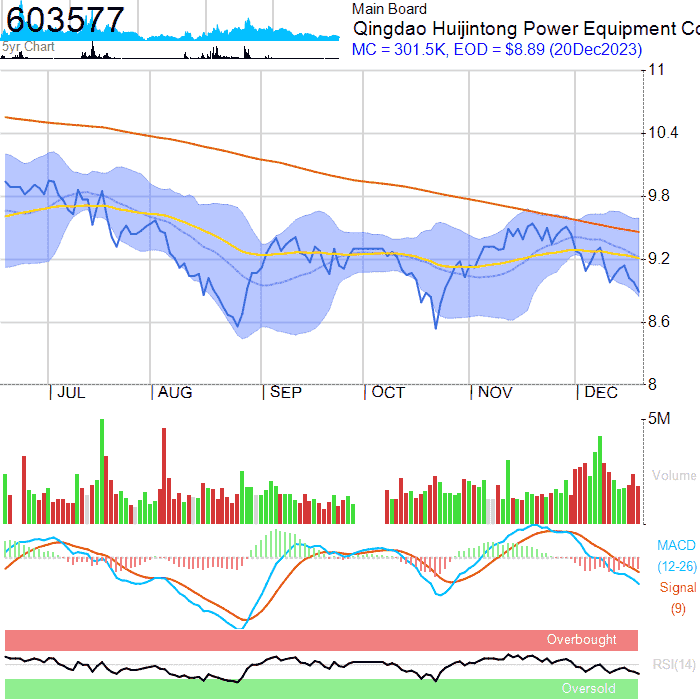 603577
5yr Chart
Main Board
Qingdao Huijintong Power Equipment Co
MC = 301.5K, EOD = $8.89 (20Dec2023)
11
10.4
9.8
9.2
8.6
8
JUL AUG SEP OCT NOV DEC
5M
Volume
MACD
(12-26)
Signal
(9)
Overbought
RSI(14)
Oversold